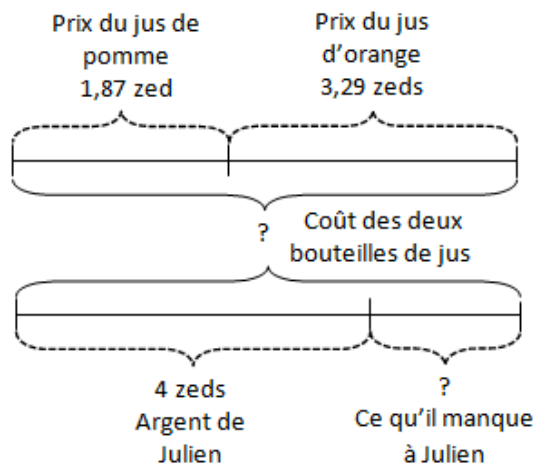 Prix du jus de
pomme
1,87 zed
Prix du jus
d'orange
3,29 zeds
?
Coût des deux
bouteilles de jus
4 zeds
Argent de
Julien
?
Ce qu'il manque
à Julien